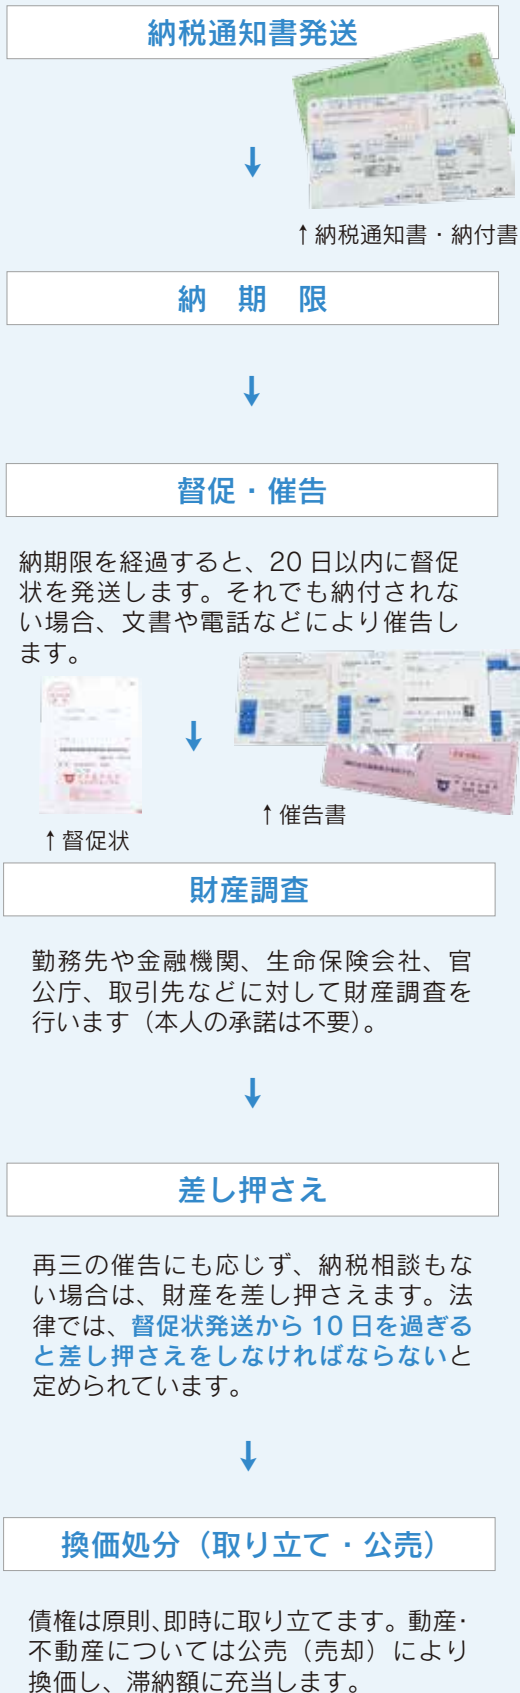 納税通知書発送
↓
↑納税通知書・納付書
納　期　限
↓
督促・催告
納期限を経過すると、20 日以内に督促
状を発送します。それでも納付されな
い場合、文書や電話などにより催告し
ます。
↓
↑催告書
↑督促状
財産調査
勤務先や金融機関、生命保険会社、官
公庁、取引先などに対して財産調査を
行います（本人の承諾は不要）。
↓
差し押さえ
再三の催告にも応じず、納税相談もな
い場合は、財産を差し押さえます。法
律では、督促状発送から 10 日を過ぎる
と差し押さえをしなければならないと
定められています。
↓
換価処分（取り立て・公売）
債権は原則、即時に取り立てます。動産・
不動産については公売（売却）により
換価し、滞納額に充当します。